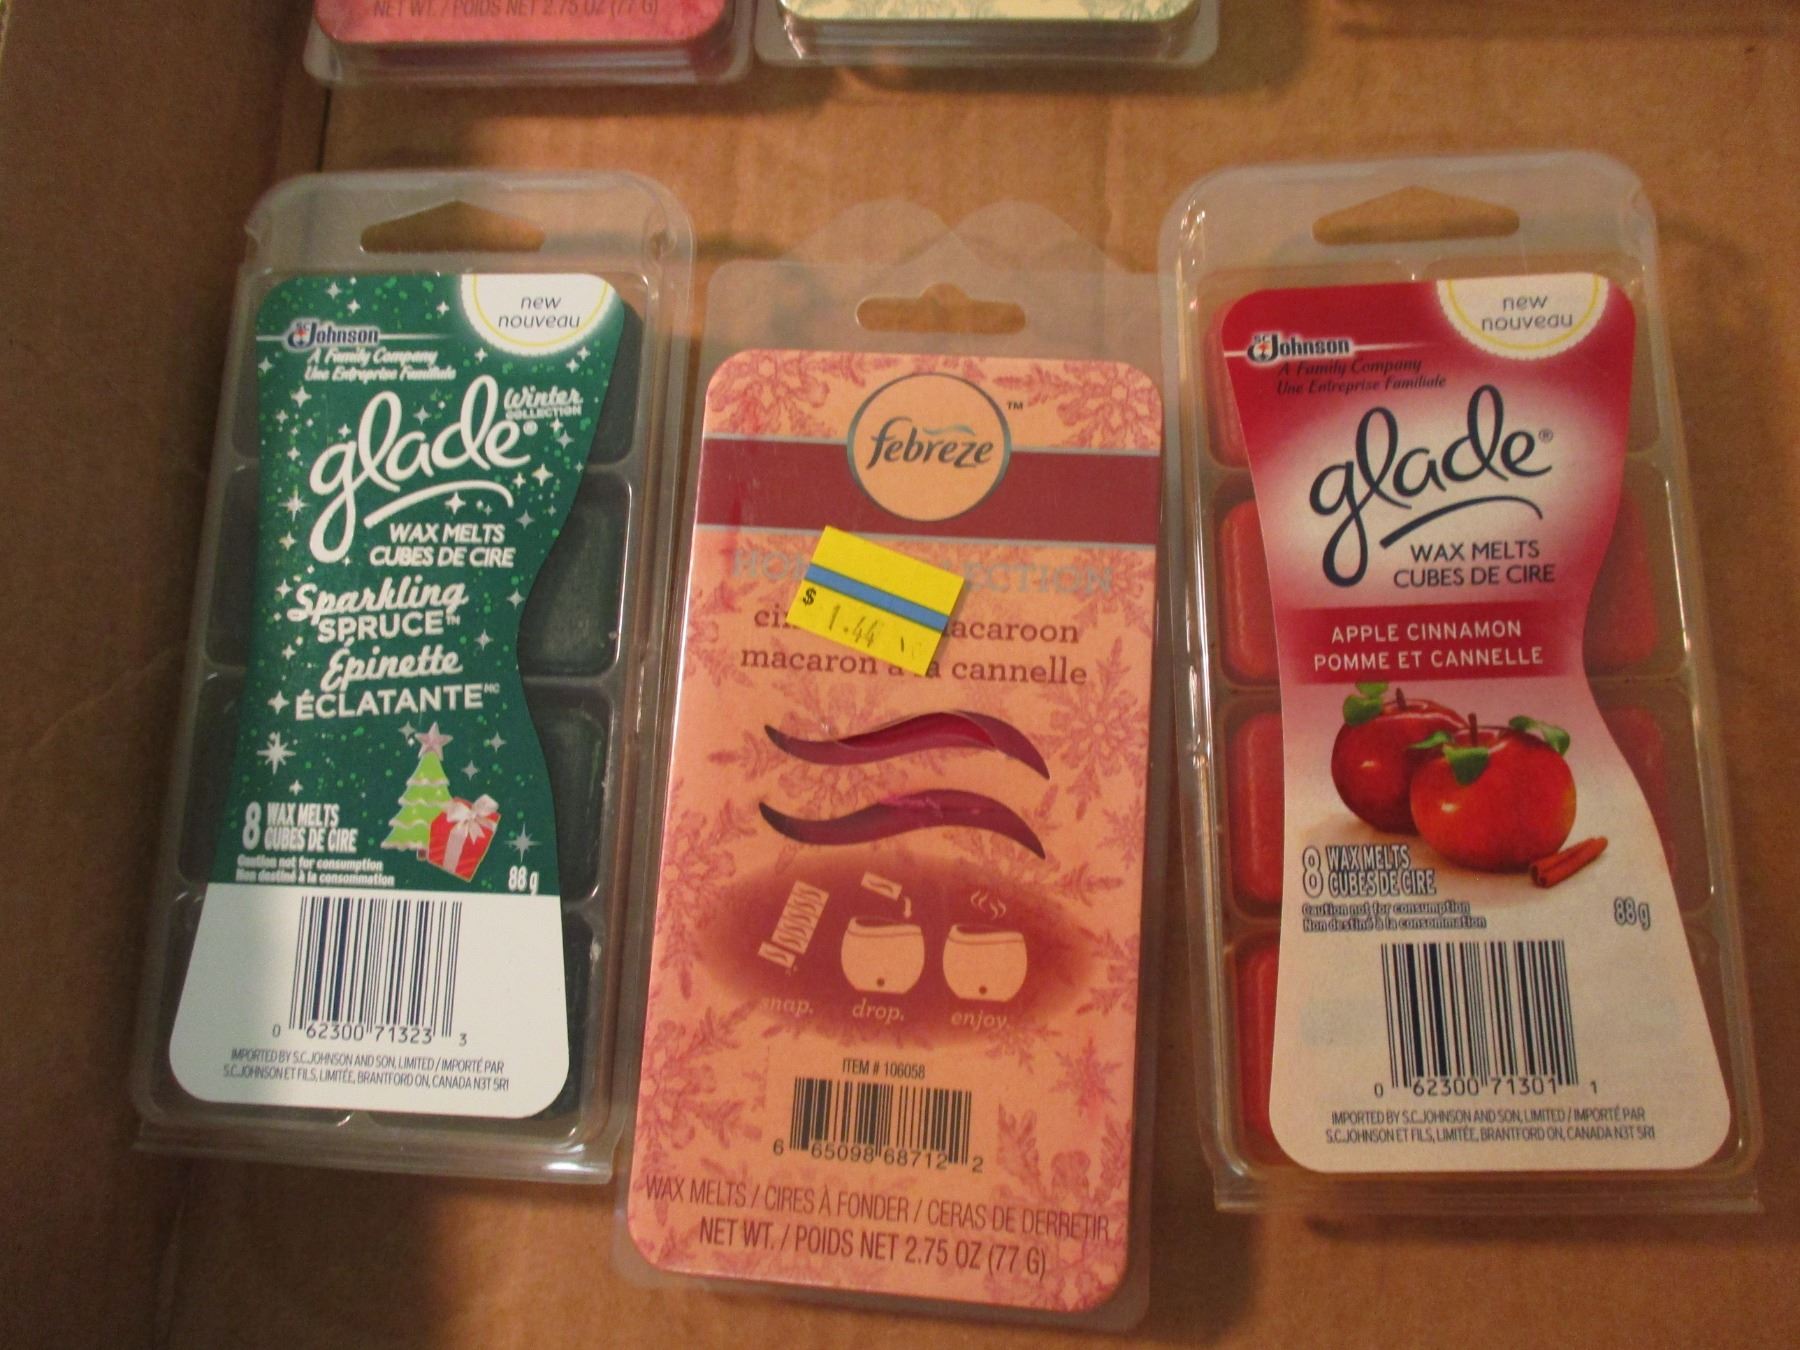 NET WT. / POIDS NET 2.75 OZ (77 G)
new
nouveau
SC Johnson
A Family Company
Une Entreprise Familiale
glade®
Winter
COLLECTION
WAX MELTS
CUBES DE CIRE
Sparkling
SPRUCE™
Épinette
ÉCLATANTE MC
8 WAX MELTS
CUBES DE CIRE
Caution not for consumption
Non destiné à la consommation
88 g
0 62300 71323 3
IMPORTED BY S.C. JOHNSON AND SON, LIMITED / IMPORTÉ PAR
S.C. JOHNSON ET FILS, LIMITÉE, BRANTFORD ON, CANADA N3T 5R1
febreze™
$ 1.44
macaron à la cannelle
snap. drop. enjoy.
ITEM # 106058
6 65098 68712 2
WAX MELTS / CIRES À FONDER / CERAS DE DERRETIR
NET WT. / POIDS NET 2.75 OZ (77 G)
new
nouveau
SC Johnson
A Family Company
Une Entreprise Familiale
glade®
WAX MELTS
CUBES DE CIRE
APPLE CINNAMON
POMME ET CANNELLE
8 WAX MELTS
CUBES DE CIRE
Caution not for consumption
Non destiné à la consommation
88 g
0 62300 71301 1
IMPORTED BY S.C. JOHNSON AND SON, LIMITED / IMPORTÉ PAR
S.C. JOHNSON ET FILS, LIMITÉE, BRANTFORD ON, CANADA N3T 5R1